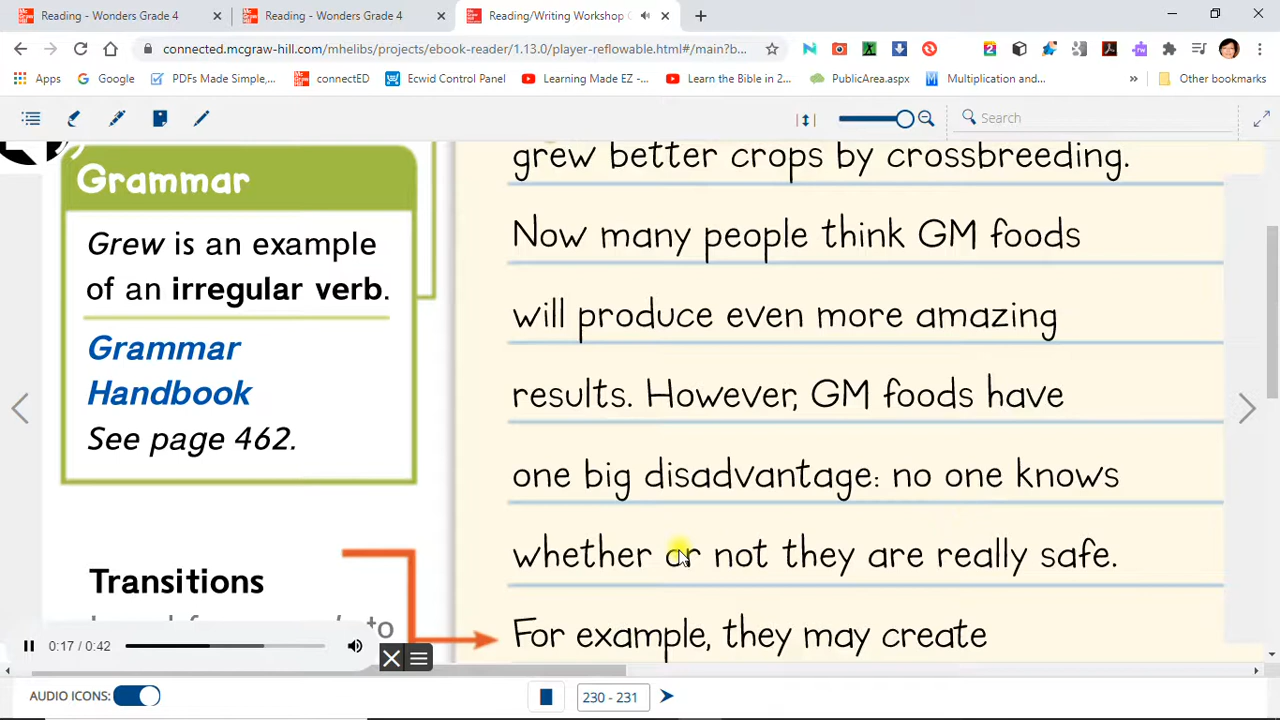 Reading - Wonders Grade 4
Reading - Wonders Grade 4
Reading/Writing Workshop
connected.mcgraw-hill.com/mhelibs/projects/ebook-reader/1.13.0/player-reflowable.html#/main?b...
Apps
Google
PDFs Made Simple,...
connectED
Ecwid Control Panel
Learning Made EZ -...
Learn the Bible in 2...
PublicArea.aspx
Multiplication and...
Other bookmarks
Search
Grammar
Grew is an example
of an irregular verb.
Grammar
Handbook
See page 462.
Transitions
grew better crops by crossbreeding.
Now many people think GM foods
will produce even more amazing
results. However, GM foods have
one big disadvantage: no one knows
whether or not they are really safe.
For example, they may create
0:17 / 0:42
AUDIO ICONS:
230 - 231